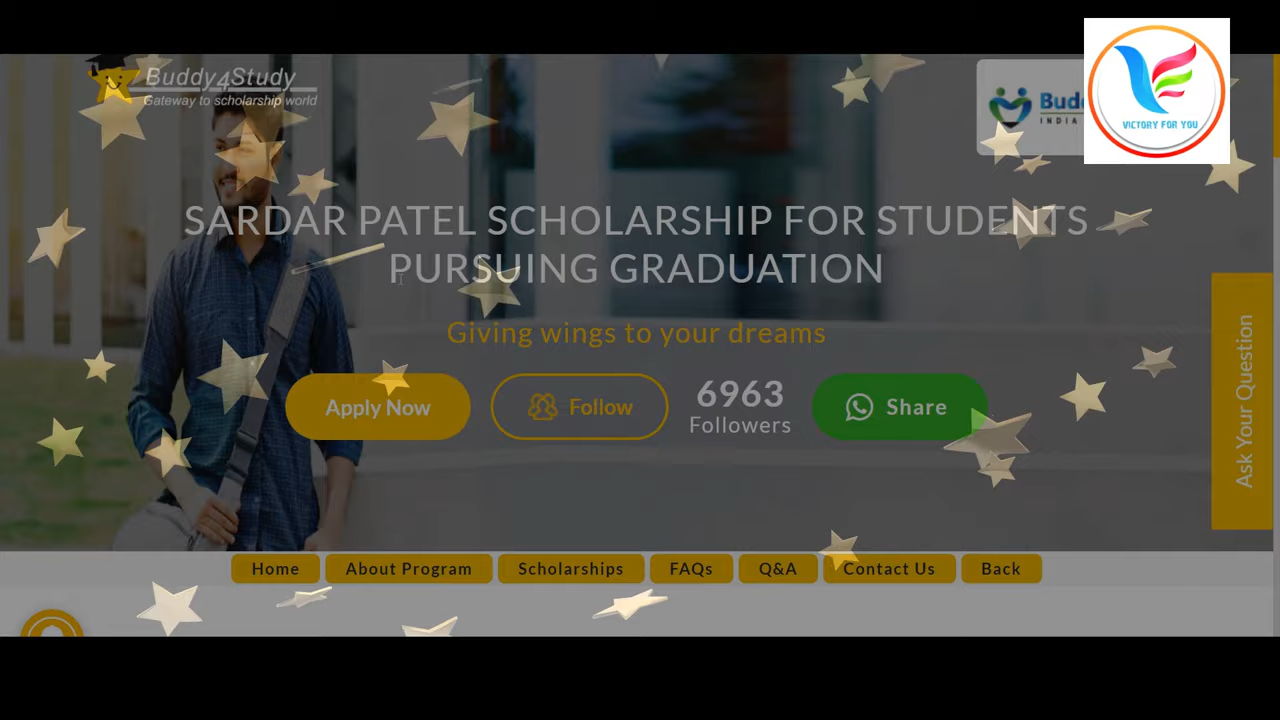 Buddy4Study
Gateway to scholarship world
INDIA
VICTORY FOR YOU
SARDAR PATEL SCHOLARSHIP FOR STUDENTS
PURSUING GRADUATION
Giving wings to your dreams
Apply Now
Follow
6963
Followers
Share
Ask Your Question
Home
About Program
Scholarships
FAQs
Q&A
Contact Us
Back